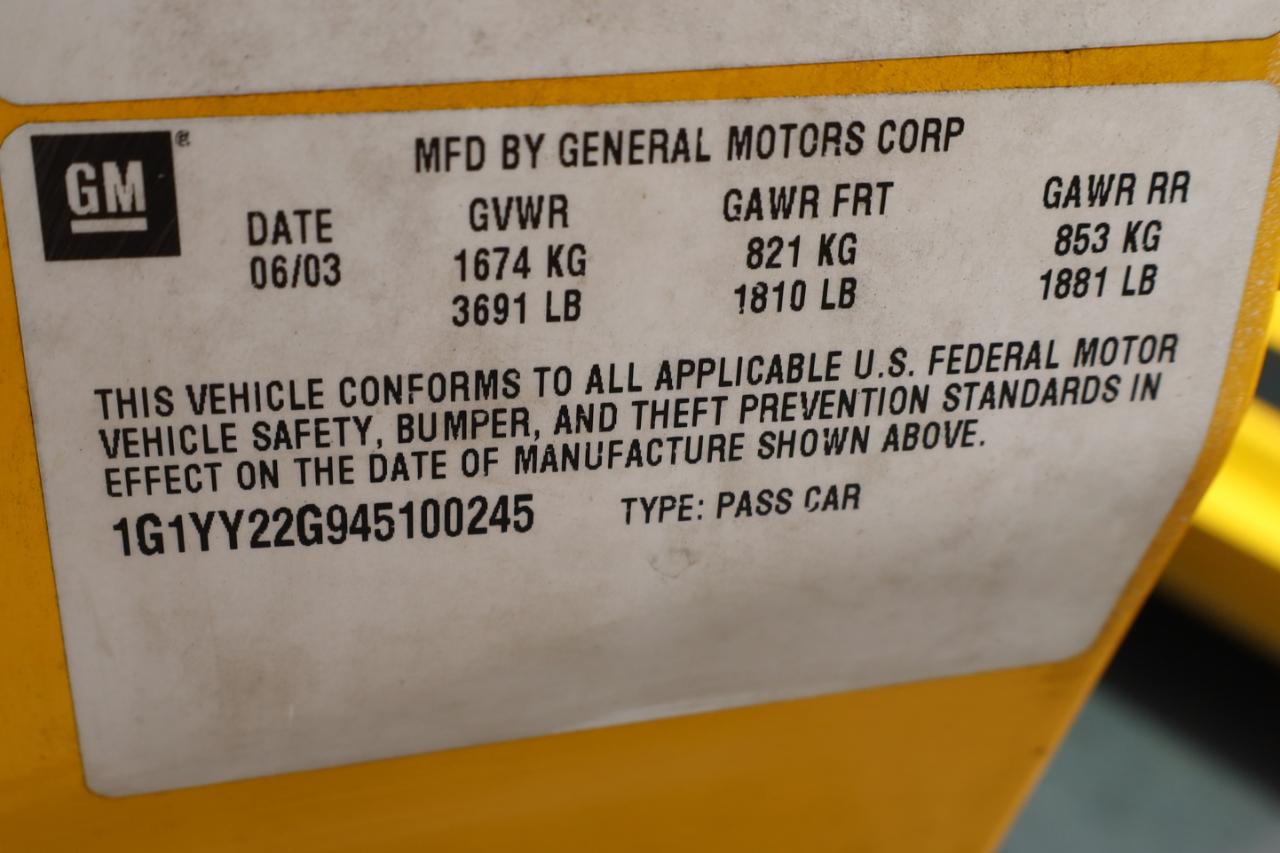 GM®
MFD BY GENERAL MOTORS CORP
DATE GVWR GAWR FRT GAWR RR
06/03 1674 KG 821 KG 853 KG
3691 LB 1810 LB 1881 LB
THIS VEHICLE CONFORMS TO ALL APPLICABLE U.S. FEDERAL MOTOR
VEHICLE SAFETY, BUMPER, AND THEFT PREVENTION STANDARDS IN
EFFECT ON THE DATE OF MANUFACTURE SHOWN ABOVE.
1G1YY22G945100245 TYPE: PASS CAR